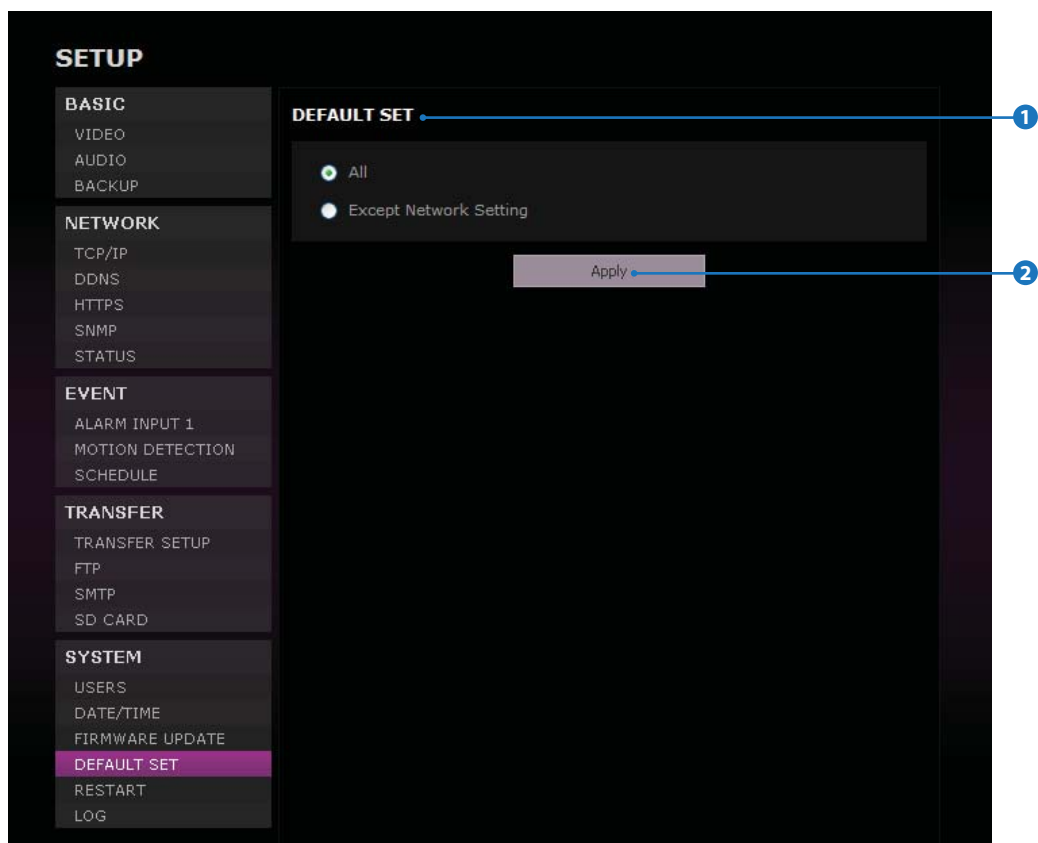 SETUP
BASIC
VIDEO
AUDIO
BACKUP
NETWORK
TCP/IP
DDNS
HTTPS
SNMP
STATUS
EVENT
ALARM INPUT 1
MOTION DETECTION
SCHEDULE
TRANSFER
TRANSFER SETUP
FTP
SMTP
SD CARD
SYSTEM
USERS
DATE/TIME
FIRMWARE UPDATE
DEFAULT SET
RESTART
LOG
DEFAULT SET
1
All
Except Network Setting
Apply
2